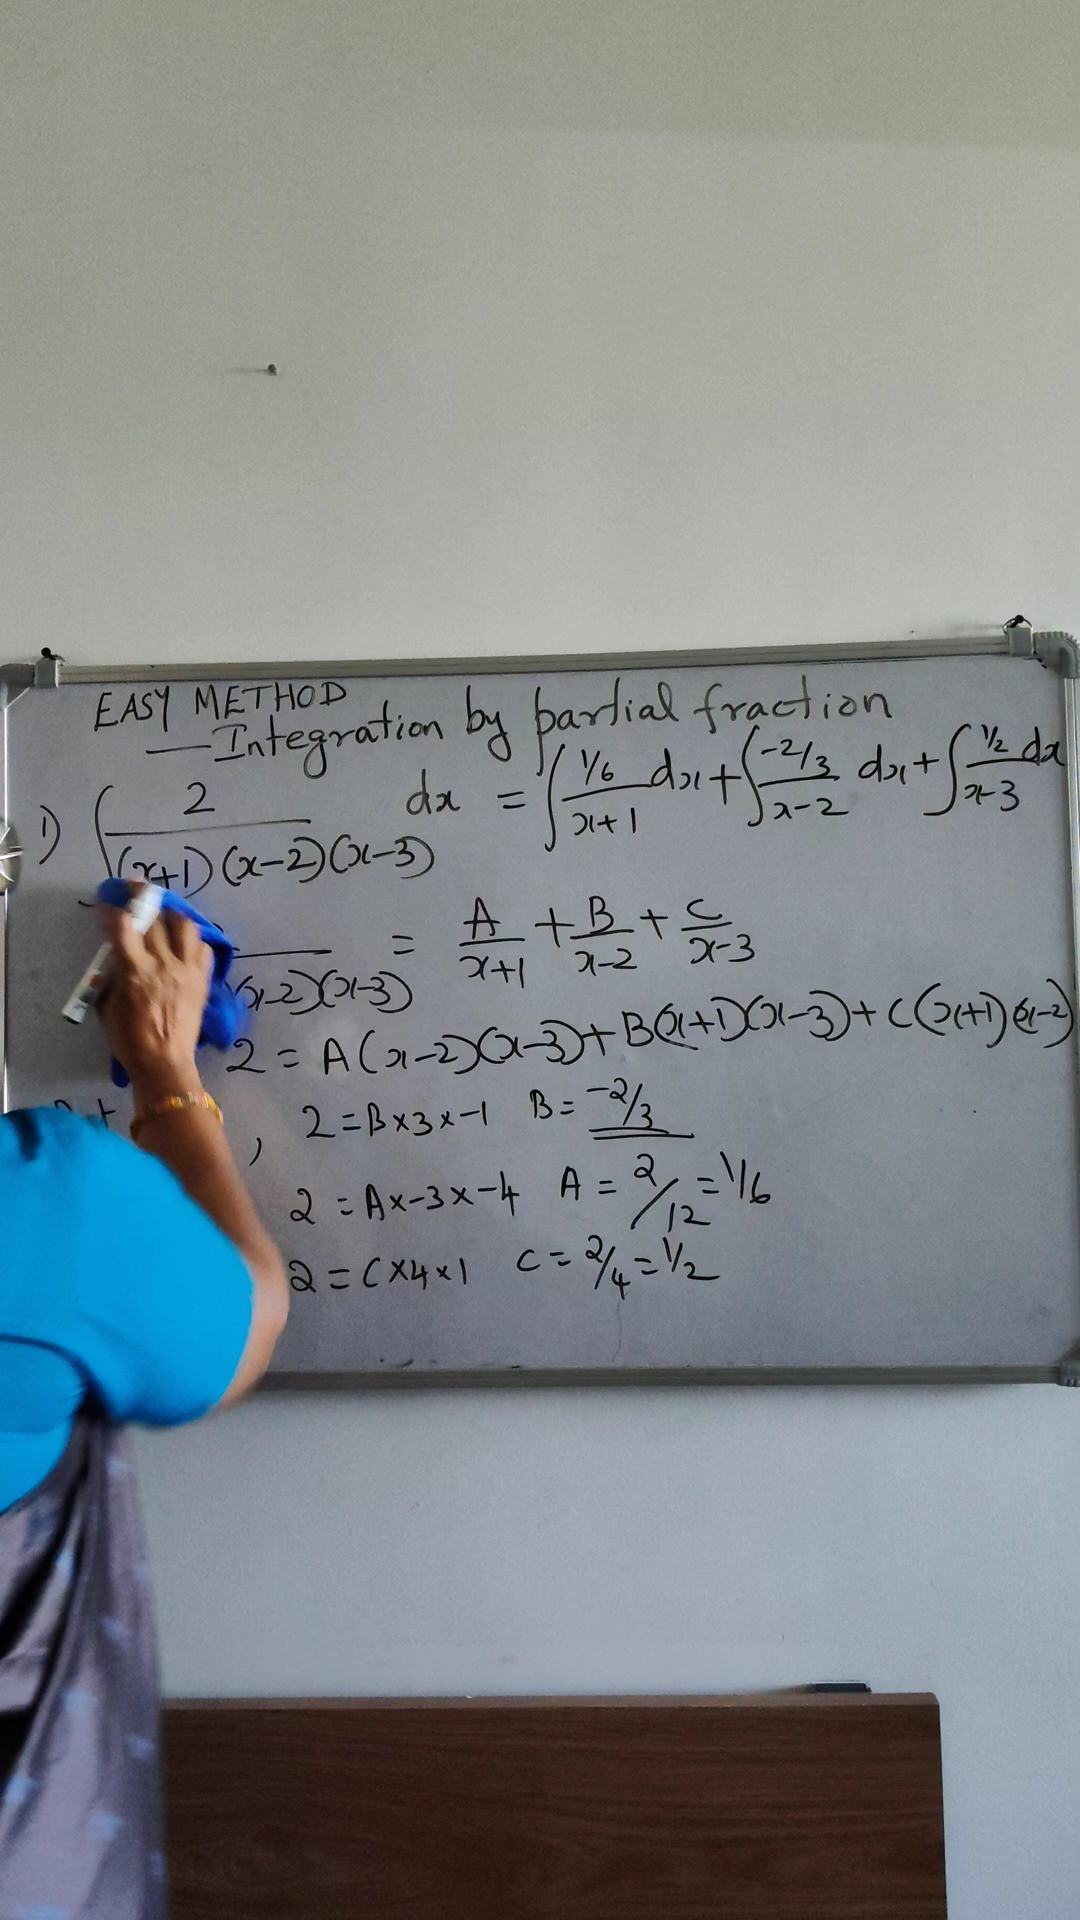 EASY METHOD
— Integration by partial fraction
1) ∫ 2/((x+1)(x-2)(x-3)) dx = ∫ (1/6)/(x+1) dx + ∫ (-2/3)/(x-2) dx + ∫ (1/2)/(x-3) dx
(x-2)(x-3) = A/(x+1) + B/(x-2) + C/(x-3)
2 = A(x-2)(x-3) + B(x+1)(x-3) + C(x+1)(x-2)
, 2 = B×3×-1 B = -2/3
2 = A×-3×-4 A = 2/12 = 1/6
2 = C×4×1 C = 2/4 = 1/2